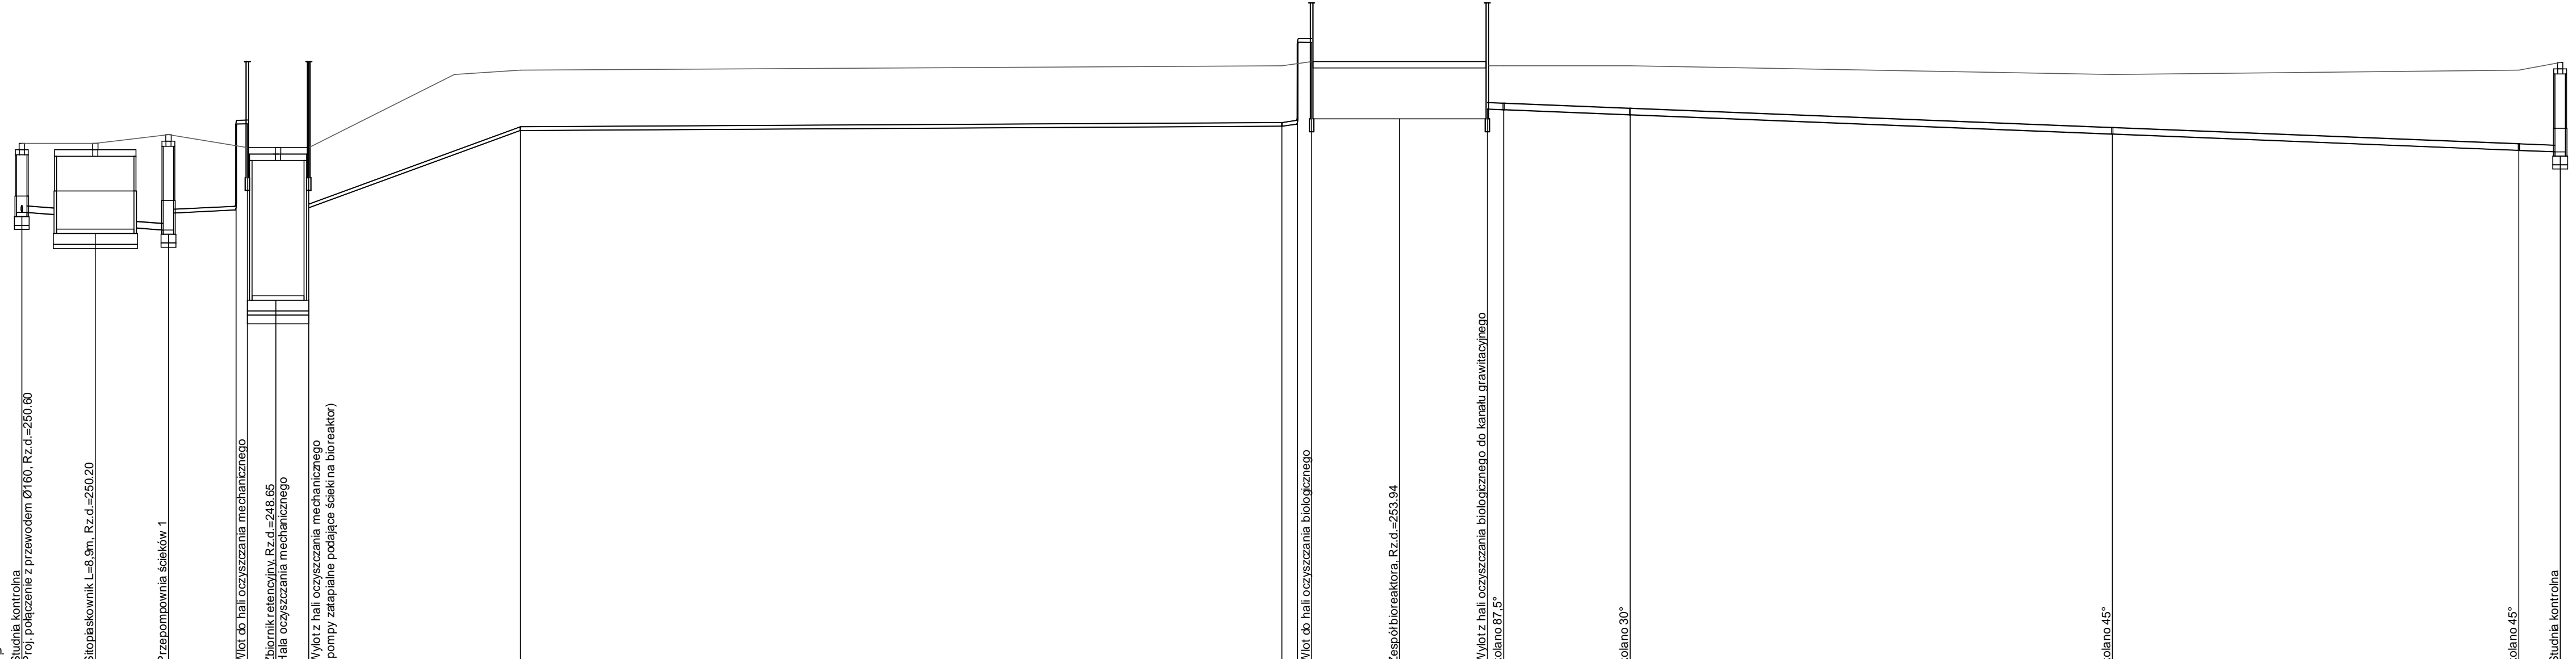 Studnia kontrolna
Proj. połączenie z przewodem Ø160, Rz.d.=250.60
Sitopiaskownik L=8,9m, Rz.d.=250.20
Przepompownia ścieków 1
Wlot do hali oczyszczania mechanicznego
Zbiornik retencyjny, Rz.d.=248.65
Hala oczyszczania mechanicznego
Wylot z hali oczyszczania mechanicznego
pompy zatapialne podające ścieki na bioreaktor)
Wlot do hali oczyszczania biologicznego
Zespół bioreaktora, Rz.d.=253.94
Wylot z hali oczyszczania biologicznego do kanału grawitacyjnego
kolano 87,5°
kolano 30°
kolano 45°
kolano 45°
Studnia kontrolna